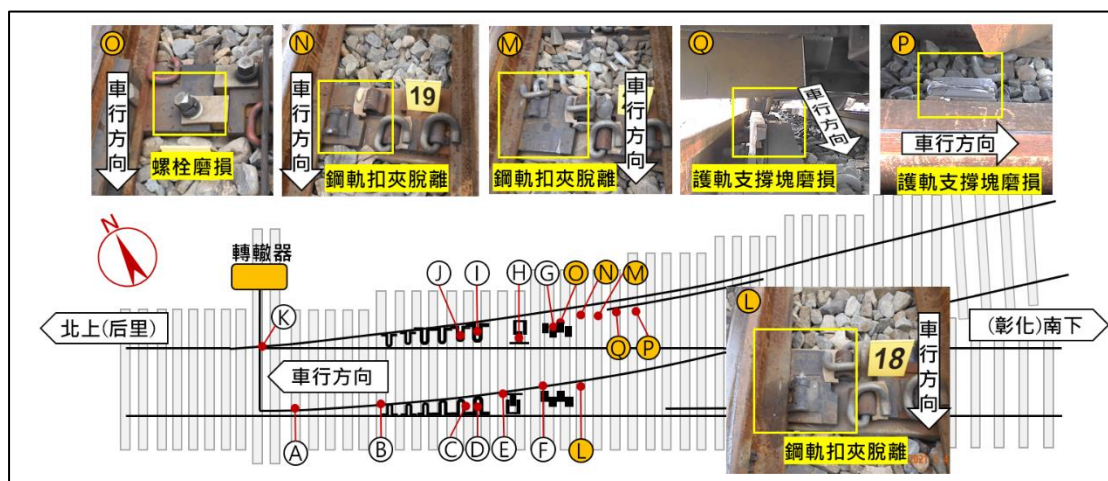 O
車行方向
螺栓磨損
N
車行方向
19
鋼軌扣夾脫離
M
車行方向
鋼軌扣夾脫離
Q
車行方向
護軌支撐塊磨損
P
車行方向
護軌支撐塊磨損
N
轉轍器
J
I
H
G
O
N
M
K
Q
P
北上(后里)
(彰化)南下
車行方向
A
B
C
D
E
F
L
L
車行方向
18
鋼軌扣夾脫離